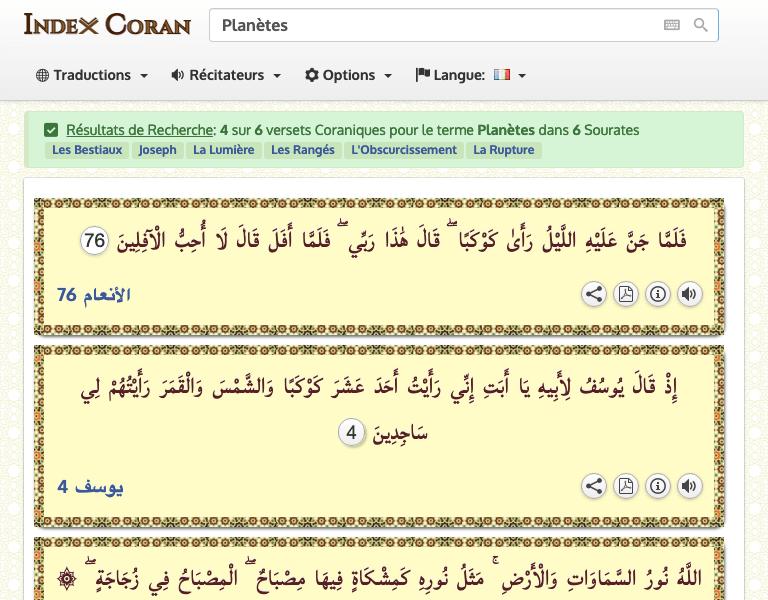 Index Coran
Planètes
Traductions Récitateurs Options Langue:
Résultats de Recherche: 4 sur 6 versets Coraniques pour le terme Planètes dans 6 Sourates
Les Bestiaux Joseph La Lumière Les Rangés L'Obscurcissement La Rupture
فَلَمَّا جَنَّ عَلَيْهِ اللَّيْلُ رَأَىٰ كَوْكَبًا ۖ قَالَ هَٰذَا رَبِّي ۖ فَلَمَّا أَفَلَ قَالَ لَا أُحِبُّ الْآفِلِينَ 76
الأنعام 76
إِذْ قَالَ يُوسُفُ لِأَبِيهِ يَا أَبَتِ إِنِّي رَأَيْتُ أَحَدَ عَشَرَ كَوْكَبًا وَالشَّمْسَ وَالْقَمَرَ رَأَيْتُهُمْ لِي
سَاجِدِينَ 4
يوسف 4
اللَّهُ نُورُ السَّمَاوَاتِ وَالْأَرْضِ ۚ مَثَلُ نُورِهِ كَمِشْكَاةٍ فِيهَا مِصْبَاحٌ ۖ الْمِصْبَاحُ فِي زُجَاجَةٍ ۖ ۞